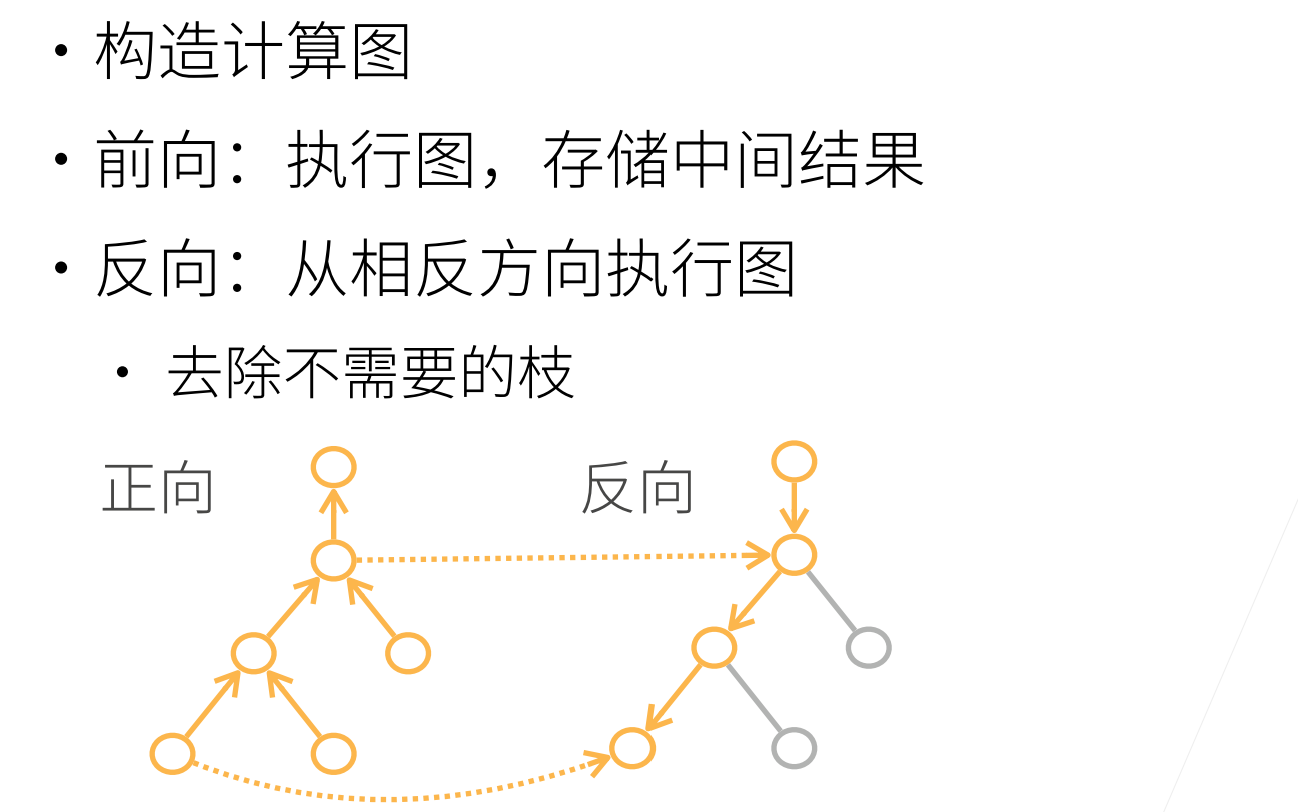 • 构造计算图
• 前向：执行图，存储中间结果
• 反向：从相反方向执行图
• 去除不需要的枝
正向
反向